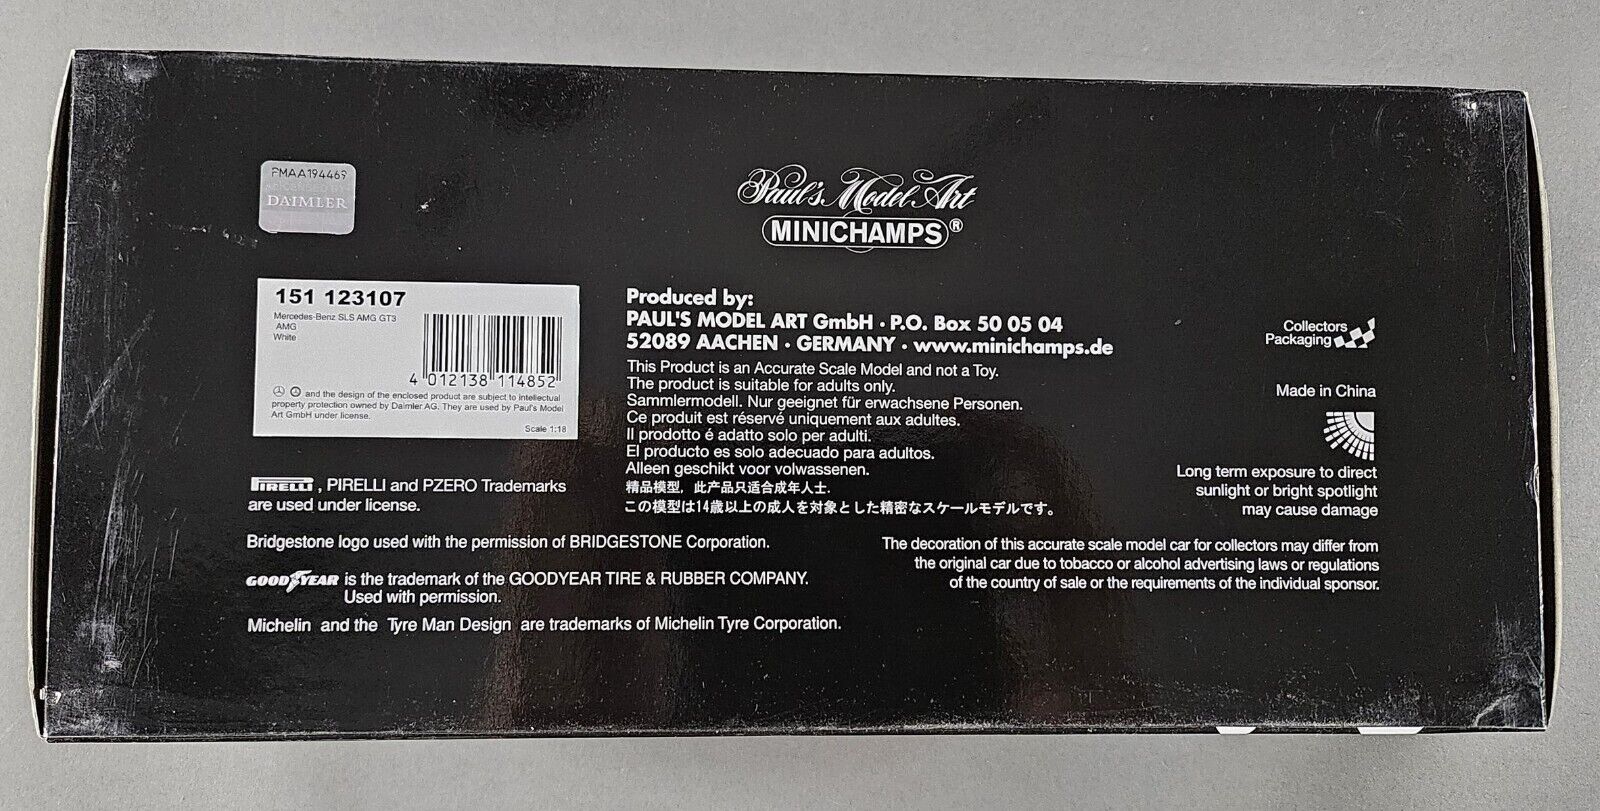 PMAA194469
DAIMLER
Paul's Model Art
MINICHAMPS®
151 123107
Mercedes-Benz SLS AMG GT3
AMG
White
4 012138 114852
and the design of the enclosed product are subject to intellectual
property protection owned by Daimler AG. They are used by Paul's Model
Art GmbH under license.
Scale 1:18
Produced by:
PAUL'S MODEL ART GmbH · P.O. Box 50 05 04
52089 AACHEN · GERMANY · www.minichamps.de
This Product is an Accurate Scale Model and not a Toy.
The product is suitable for adults only.
Sammlermodell. Nur geeignet für erwachsene Personen.
Ce produit est réservé uniquement aux adultes.
Il prodotto é adatto solo per adulti.
El producto es solo adecuado para adultos.
Alleen geschikt voor volwassenen.
精品模型，此产品只适合成年人士.
この模型は14歳以上の成人を対象とした精密なスケールモデルです。
Collectors
Packaging
Made in China
Long term exposure to direct
sunlight or bright spotlight
may cause damage
PIRELLI, PIRELLI and PZERO Trademarks
are used under license.
Bridgestone logo used with the permission of BRIDGESTONE Corporation.
GOODYEAR is the trademark of the GOODYEAR TIRE & RUBBER COMPANY.
Used with permission.
Michelin and the Tyre Man Design are trademarks of Michelin Tyre Corporation.
The decoration of this accurate scale model car for collectors may differ from
the original car due to tobacco or alcohol advertising laws or regulations
of the country of sale or the requirements of the individual sponsor.